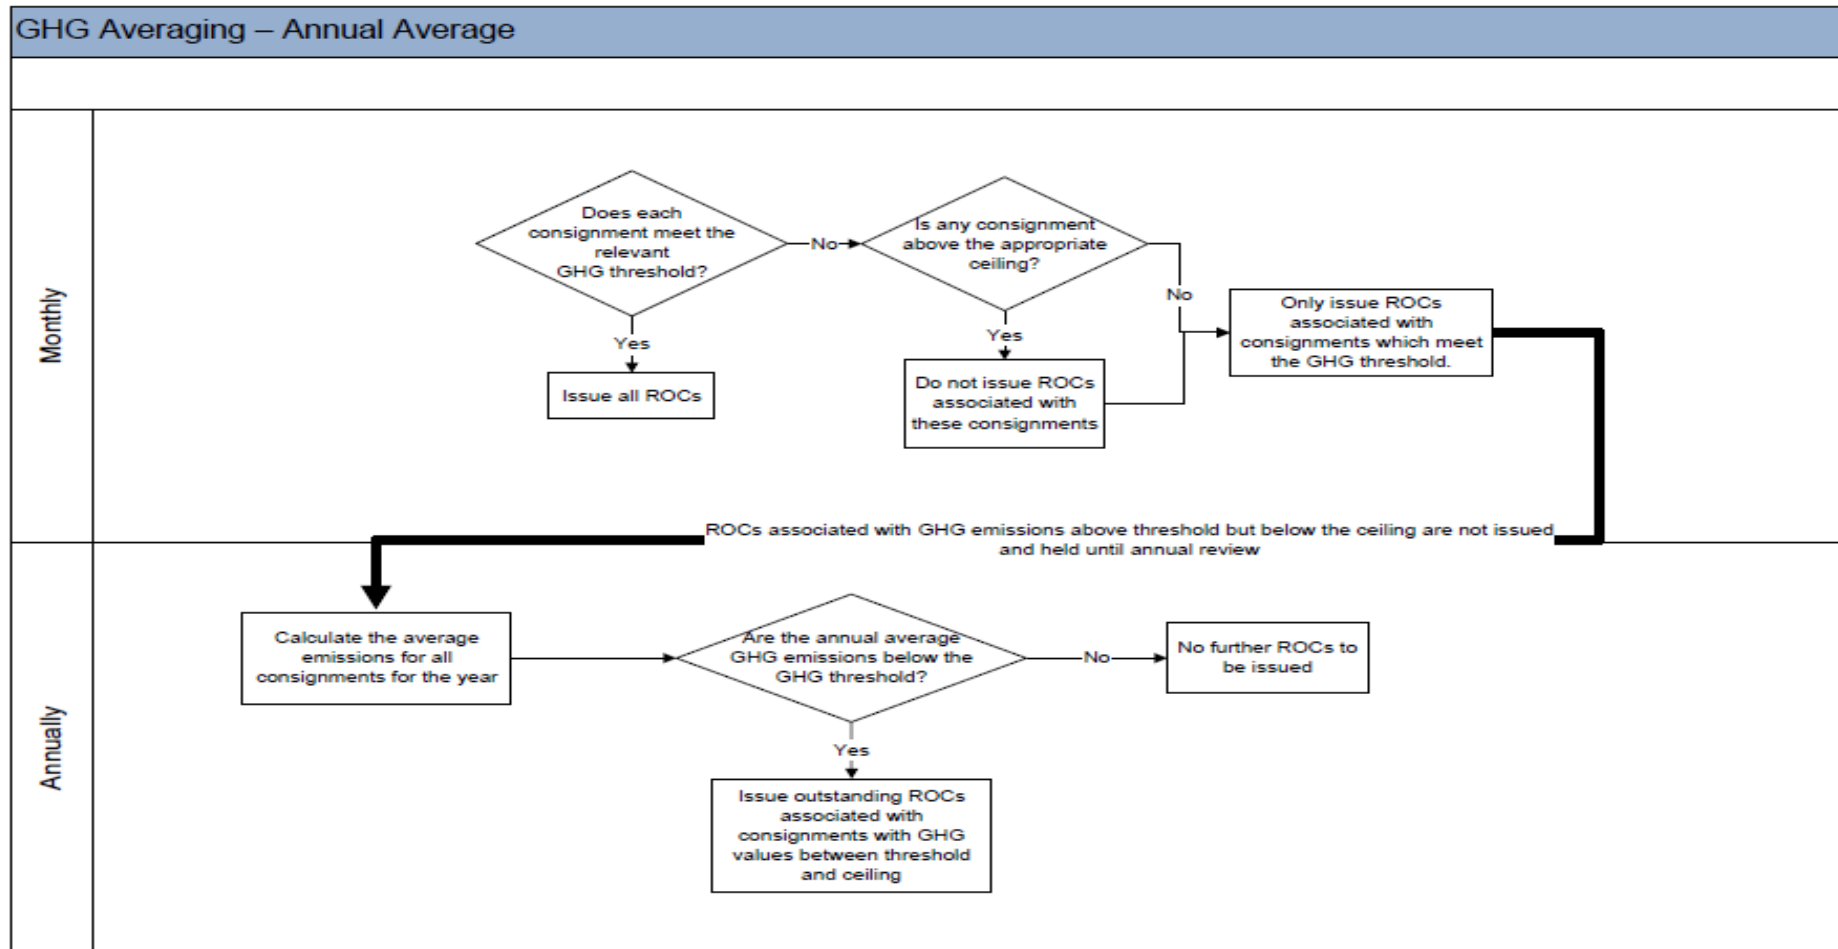 GHG Averaging – Annual Average
Monthly
Does each
consignment meet the
relevant
GHG threshold?
No
Is any consignment
above the appropriate
ceiling?
No
Yes
Issue all ROCs
Yes
Do not issue ROCs
associated with
these consignments
Only issue ROCs
associated with
consignments which meet
the GHG threshold.
ROCs associated with GHG emissions above threshold but below the ceiling are not issued
and held until annual review
Annually
Calculate the average
emissions for all
consignments for the year
Are the annual average
GHG emissions below the
GHG threshold?
No
No further ROCs to
be issued
Yes
Issue outstanding ROCs
associated with
consignments with GHG
values between threshold
and ceiling